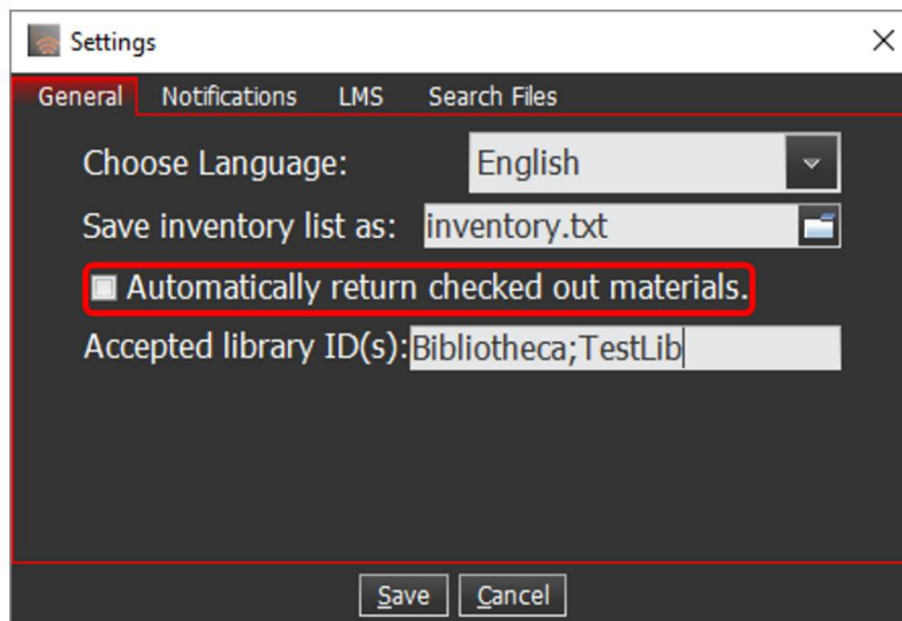 Settings
General Notifications LMS Search Files
Choose Language: English
Save inventory list as: inventory.txt
Automatically return checked out materials.
Accepted library ID(s): Bibliotheca;TestLib
Save Cancel